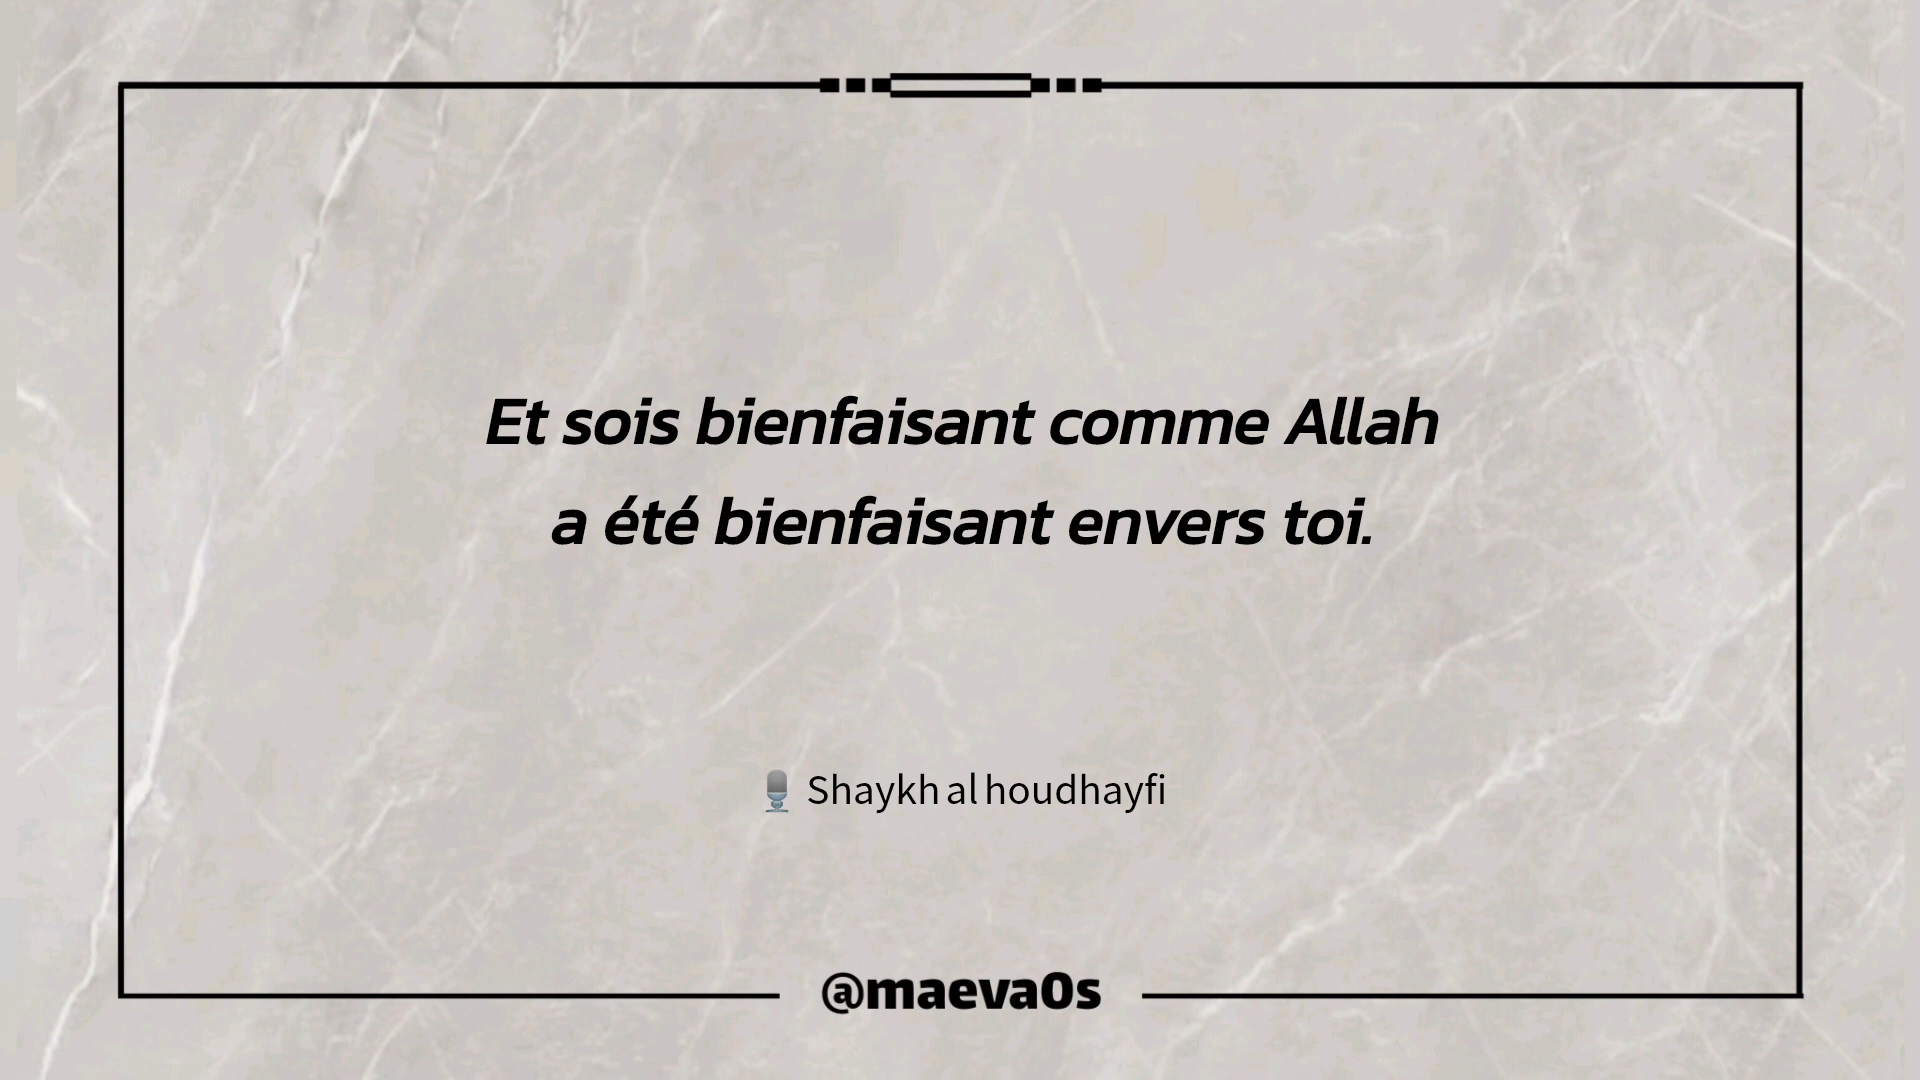 Et sois bienfaisant comme Allah
a été bienfaisant envers toi.
🎙️ Shaykh al houdhayfi
@maeva0s